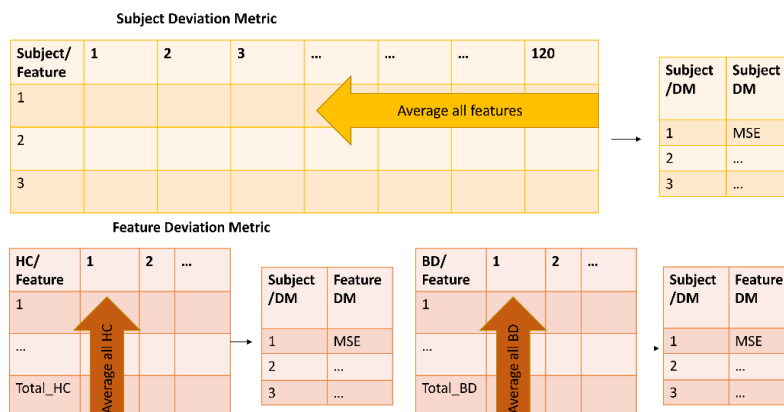 Subject Deviation Metric
Subject/ Feature 1 2 3 ... ... ... 120
1
Average all features
2
3
Subject /DM Subject DM
1 MSE
2 ...
3 ...
Feature Deviation Metric
HC/ Feature 1 2 ...
1
...
Total_HC
Average all HC
Subject /DM Feature DM
1 MSE
2 ...
3 ...
BD/ Feature 1 2 ...
1
...
Total_BD
Average all BD
Subject /DM Feature DM
1 MSE
2 ...
3 ...